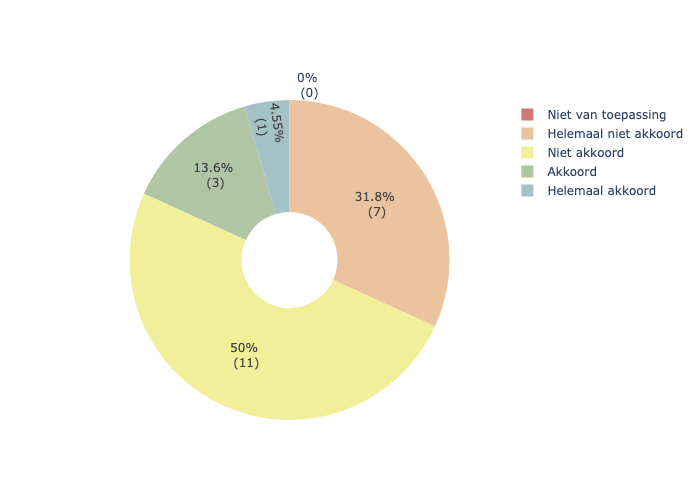 0%
(0)
4.55%
(1)
13.6%
(3)
31.8%
(7)
50%
(11)
Niet van toepassing
Helemaal niet akkoord
Niet akkoord
Akkoord
Helemaal akkoord